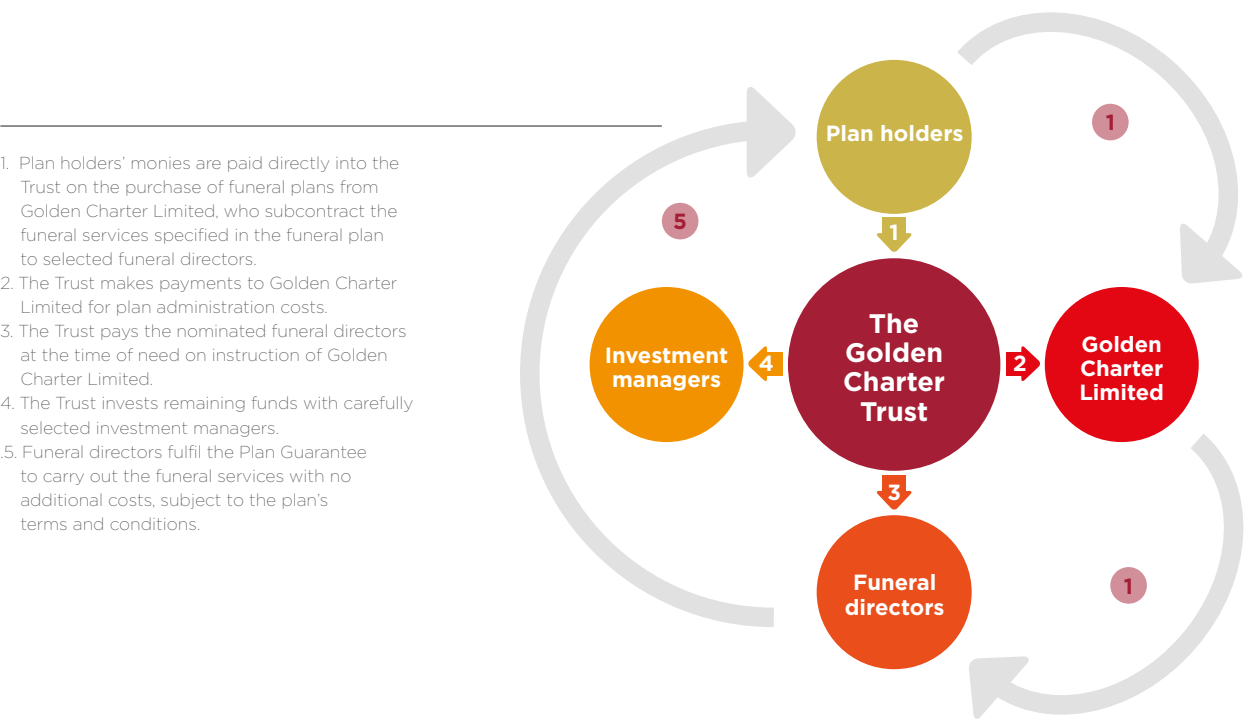 1. Plan holders’ monies are paid directly into the
Trust on the purchase of funeral plans from
Golden Charter Limited, who subcontract the
funeral services specified in the funeral plan
to selected funeral directors.
2. The Trust makes payments to Golden Charter
Limited for plan administration costs.
3. The Trust pays the nominated funeral directors
at the time of need on instruction of Golden
Charter Limited.
4. The Trust invests remaining funds with carefully
selected investment managers.
.5. Funeral directors fulfil the Plan Guarantee
to carry out the funeral services with no
additional costs, subject to the plan’s
terms and conditions.
Plan holders
1
5
1
Investment
managers
4
The
Golden
Charter
Trust
2
Golden
Charter
Limited
3
Funeral
directors
1